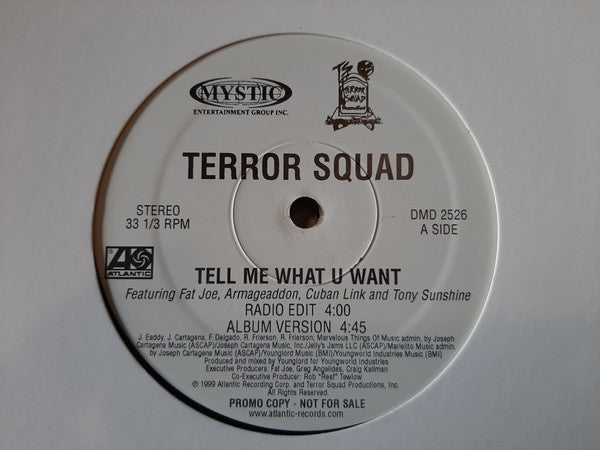 MYSTIC
ENTERTAINMENT GROUP INC.
TS
TERROR
SQUAD
TERROR SQUAD
STEREO
33 1/3 RPM
DMD 2526
A SIDE
ATLANTIC
TELL ME WHAT U WANT
Featuring Fat Joe, Armageaddon, Cuban Link and Tony Sunshine
RADIO EDIT 4:00
ALBUM VERSION 4:45
J. Eaddy, J. Cartagena, F. Delgado, R. Frierson, R. Frierson; Marvelous Things Of Music admin. by Joseph
Cartagena Music (ASCAP)/Joseph Cartagena Music, Inc./Jelly's Jams LLC (ASCAP)/Marielito Music admin.
by Joseph Cartagena Music (ASCAP)/Younglord Music (BMI)/Youngworld Industries Music (BMI)
Produced and mixed by Younglord for Youngworld Industries
Executive Producers: Fat Joe, Greg Angelides, Craig Kallman
Co-Executive Producer: Rob "Reef" Tewlow
℗ 1999 Atlantic Recording Corp. and Terror Squad Productions, Inc.
All Rights Reserved
PROMO COPY - NOT FOR SALE
www.atlantic-records.com